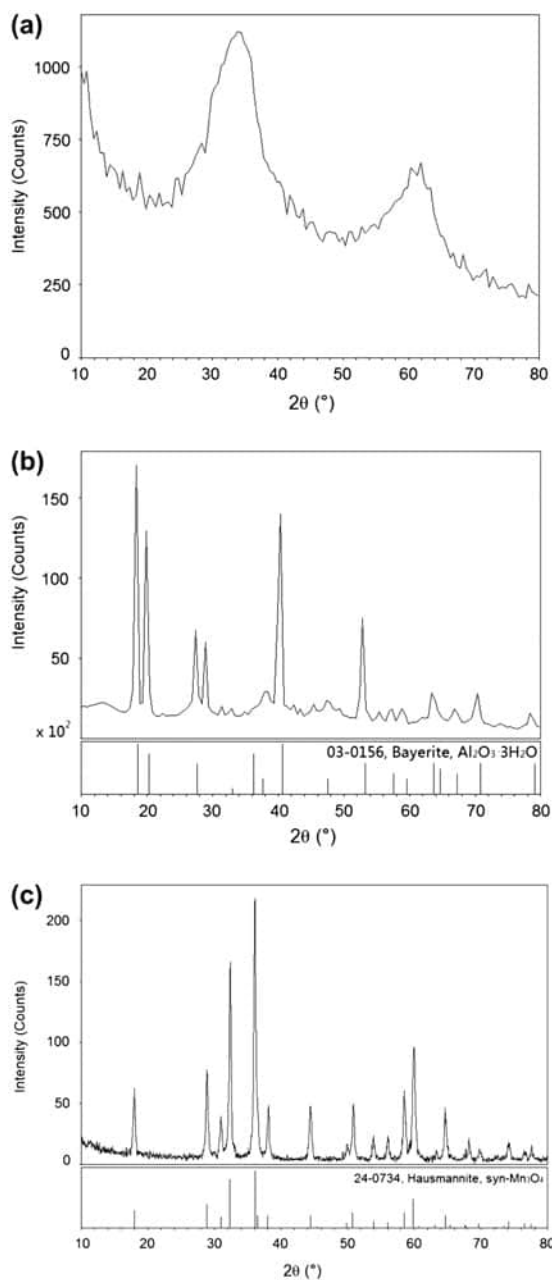 (a)
1000
750
500
250
0
Intensity (Counts)
10 20 30 40 50 60 70 80
2θ (°)
(b)
150
100
50
x 10²
Intensity (Counts)
03-0156, Bayerite, Al₂O₃ 3H₂O
10 20 30 40 50 60 70 80
2θ (°)
(c)
200
150
100
50
0
Intensity (Counts)
24-0734, Hausmannite, syn-Mn₃O₄
10 20 30 40 50 60 70 80
2θ (°)